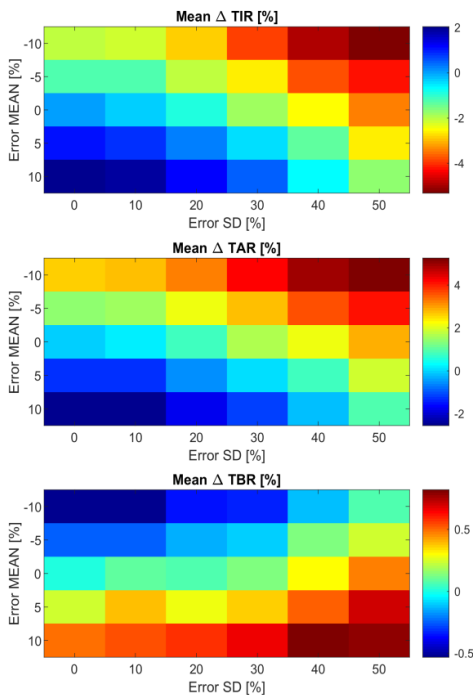 Mean Δ TIR [%]
-10
-5
0
5
10
Error MEAN [%]
0 10 20 30 40 50
Error SD [%]
2
0
-2
-4
Mean Δ TAR [%]
-10
-5
0
5
10
Error MEAN [%]
0 10 20 30 40 50
Error SD [%]
4
2
0
-2
Mean Δ TBR [%]
-10
-5
0
5
10
Error MEAN [%]
0 10 20 30 40 50
Error SD [%]
0.5
0
-0.5